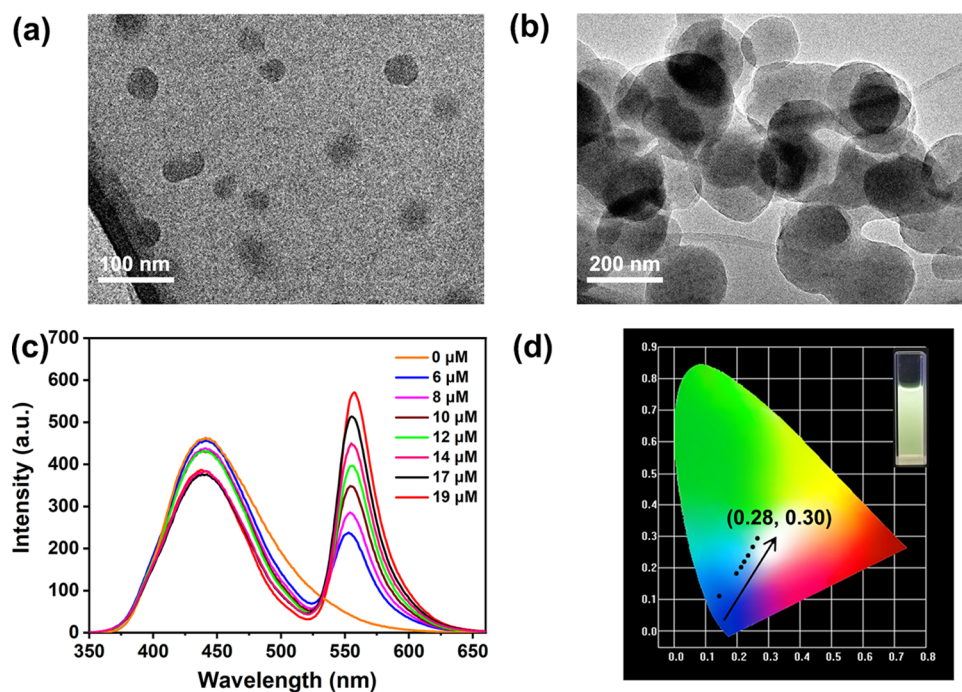 (a)
100 nm
(b)
200 nm
(c)
700
600
500
400
300
200
100
0
Intensity (a.u.)
350 400 450 500 550 600 650
Wavelength (nm)
0 μM
6 μM
8 μM
10 μM
12 μM
14 μM
17 μM
19 μM
(d)
0.9
0.8
0.7
0.6
0.5
0.4
0.3
0.2
0.1
0.0
(0.28, 0.30)
0.0 0.1 0.2 0.3 0.4 0.5 0.6 0.7 0.8